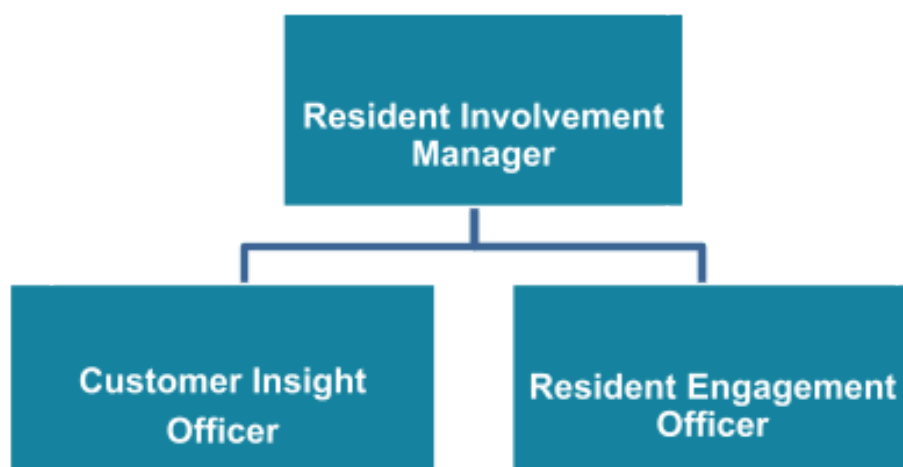 Resident Involvement
Manager
Customer Insight
Officer
Resident Engagement
Officer